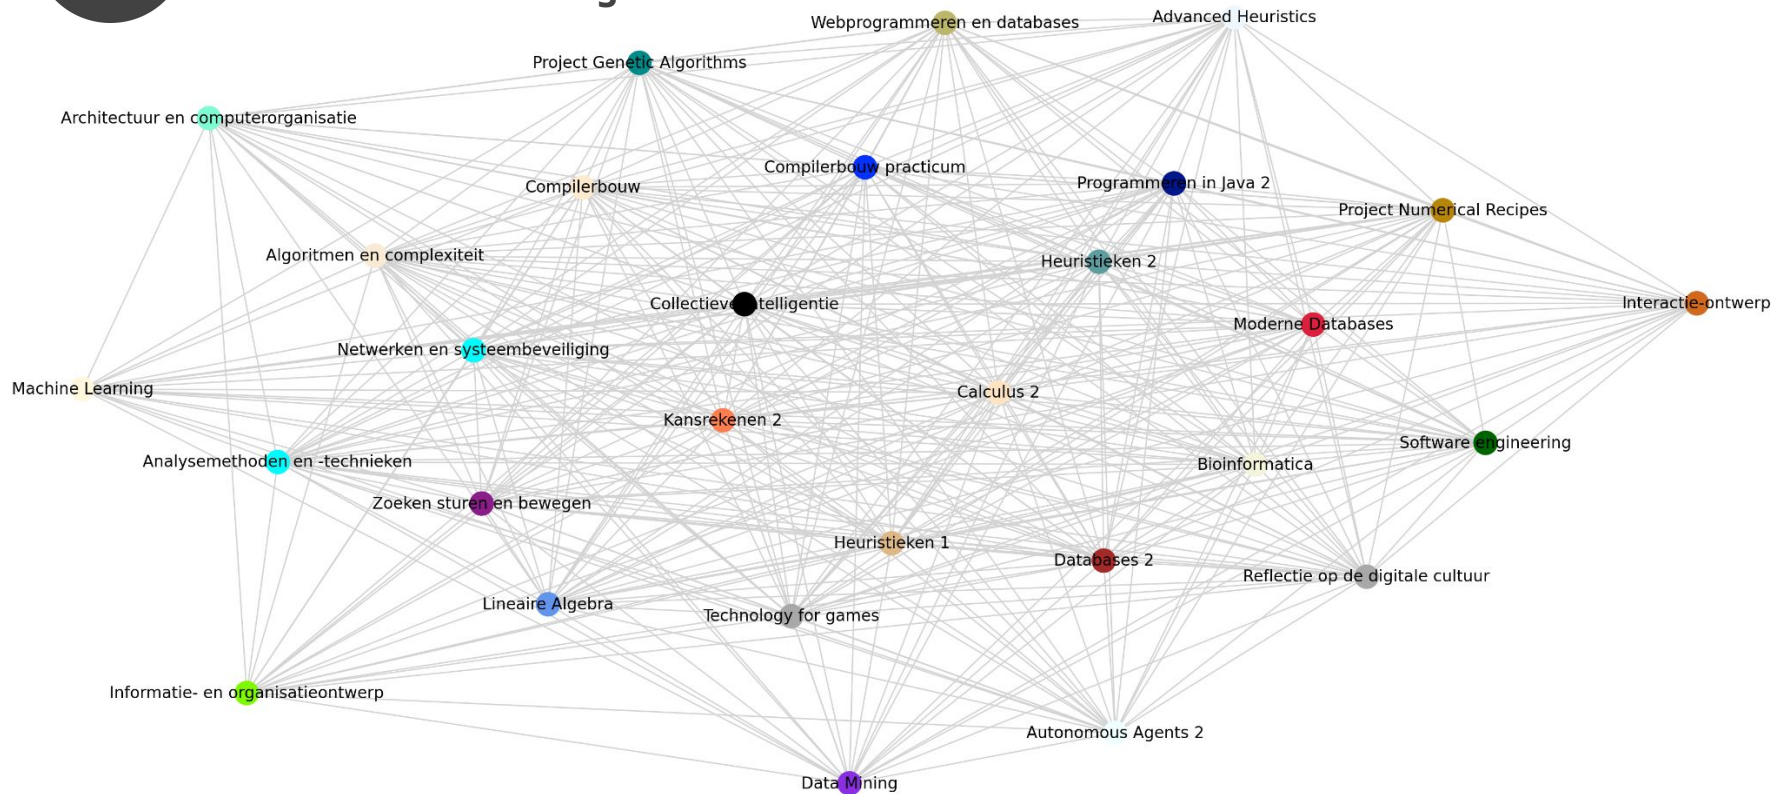 Advanced Heuristics
Webprogrammeren en databases
Project Genetic Algorithms
Architectuur en computerorganisatie
Compilerbouw practicum
Programmeren in Java 2
Compilerbouw
Project Numerical Recipes
Algoritmen en complexiteit
Heuristieken 2
Collectieve Intelligentie
Interactie-ontwerp
Moderne Databases
Netwerken en systeembeveiliging
Machine Learning
Calculus 2
Kansrekenen 2
Software engineering
Analysemethoden en -technieken
Bioinformatica
Zoeken sturen en bewegen
Heuristieken 1
Databases 2
Reflectie op de digitale cultuur
Lineaire Algebra
Technology for games
Informatie- en organisatieontwerp
Autonomous Agents 2
Data Mining